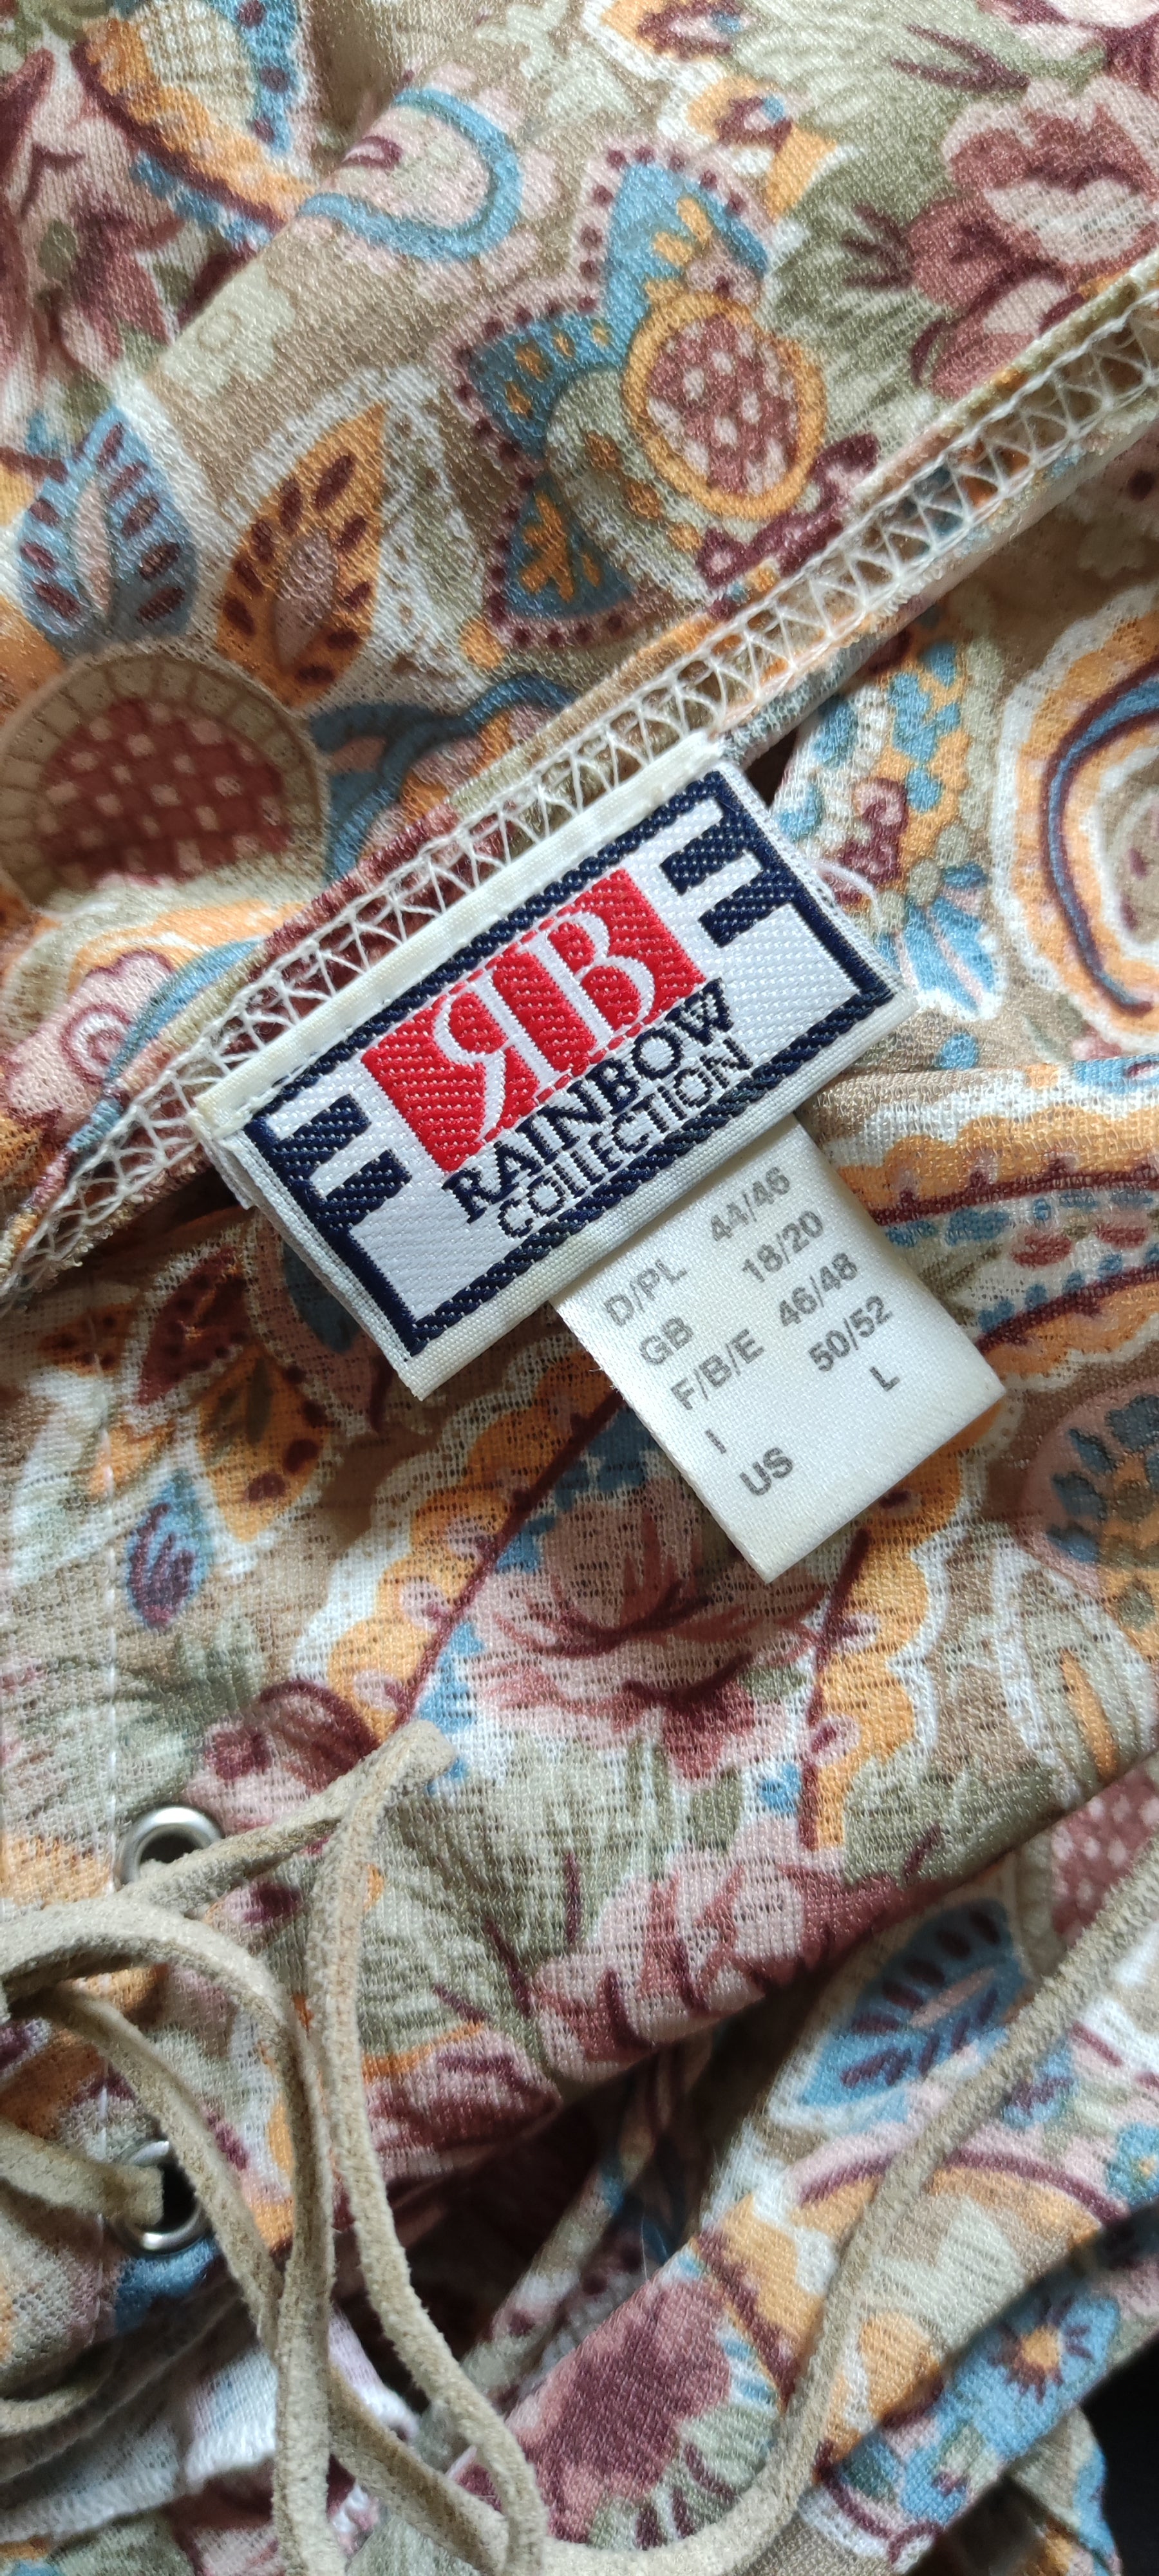 RB
RAINBOW
COLLECTION
D/PL 44/46
GB 18/20
F/B/E 46/48
I 50/52
US L